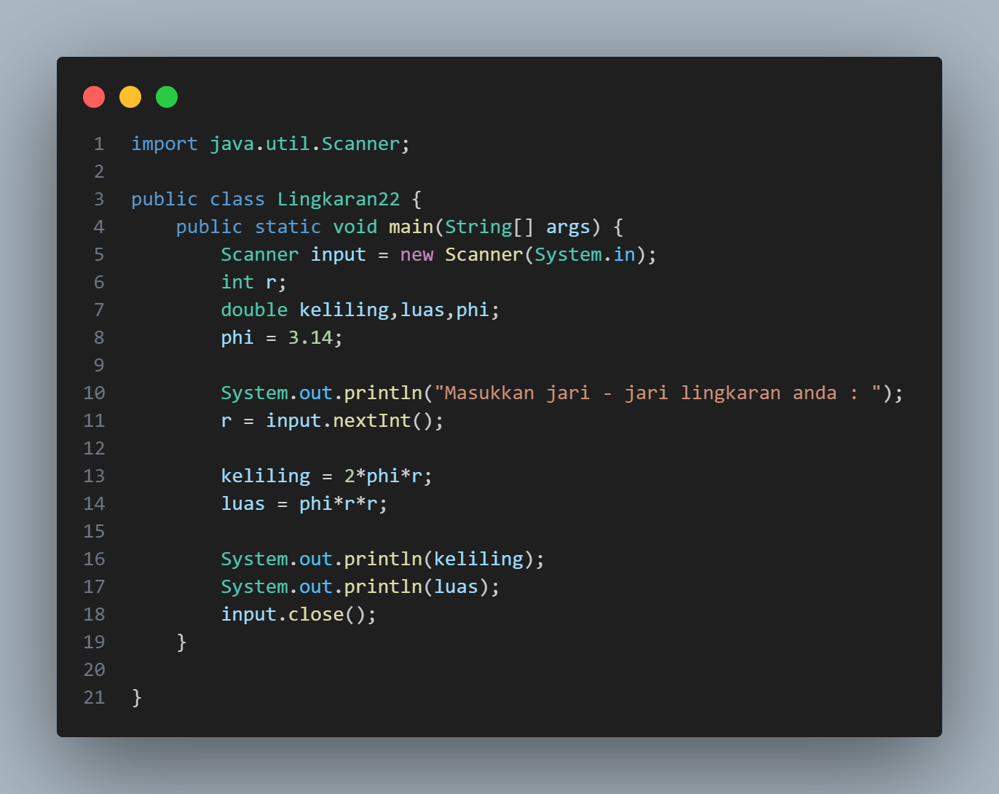 1 import java.util.Scanner;
2
3 public class Lingkaran22 {
4     public static void main(String[] args) {
5         Scanner input = new Scanner(System.in);
6         int r;
7         double keliling,luas,phi;
8         phi = 3.14;
9
10         System.out.println("Masukkan jari - jari lingkaran anda : ");
11         r = input.nextInt();
12
13         keliling = 2*phi*r;
14         luas = phi*r*r;
15
16         System.out.println(keliling);
17         System.out.println(luas);
18         input.close();
19     }
20
21 }